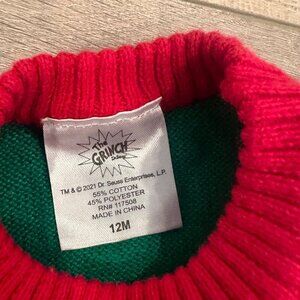 The
GRINCH
TM & © 2021 Dr. Seuss Enterprises, L.P.
55% COTTON
45% POLYESTER
RN# 117508
MADE IN CHINA
12M